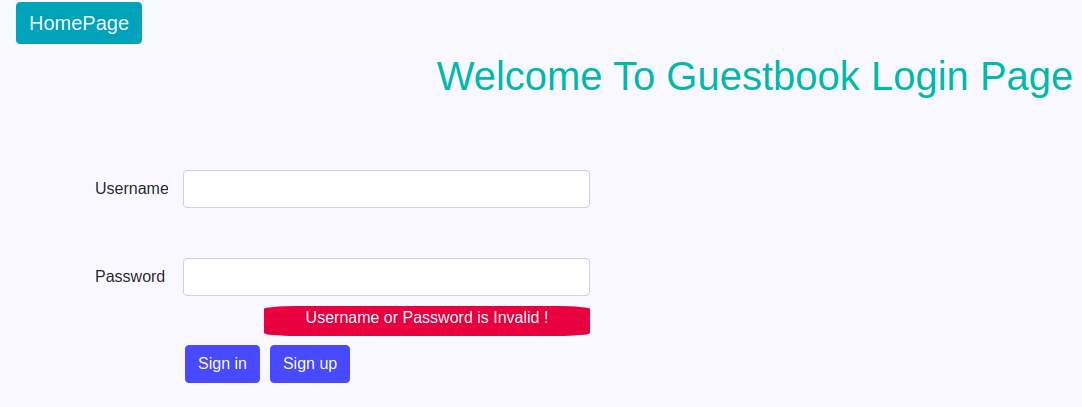 HomePage
Welcome To Guestbook Login Page
Username
Password
Username or Password is Invalid !
Sign in Sign up